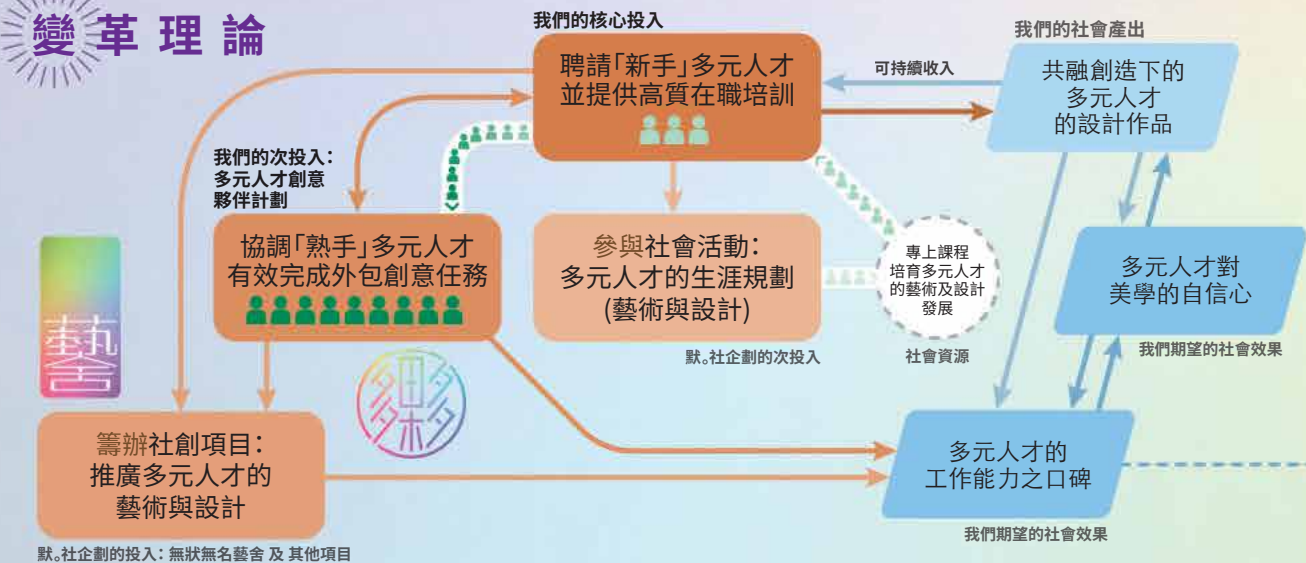 變革理論
我們的核心投入
聘請「新手」多元人才
並提供高質在職培訓
可持續收入
我們的社會產出
共融創造下的
多元人才
的設計作品
我們的次投入：
多元人才創意
夥伴計劃
協調「熟手」多元人才
有效完成外包創意任務
參與社會活動：
多元人才的生涯規劃
(藝術與設計)
默。社企劃的次投入
專上課程
培育多元人才
的藝術及設計
發展
社會資源
多元人才對
美學的自信心
我們期望的社會效果
藝舍
夥
籌辦社創項目：
推廣多元人才的
藝術與設計
默。社企劃的投入：無狀無名藝舍 及 其他項目
多元人才的
工作能力之口碑
我們期望的社會效果